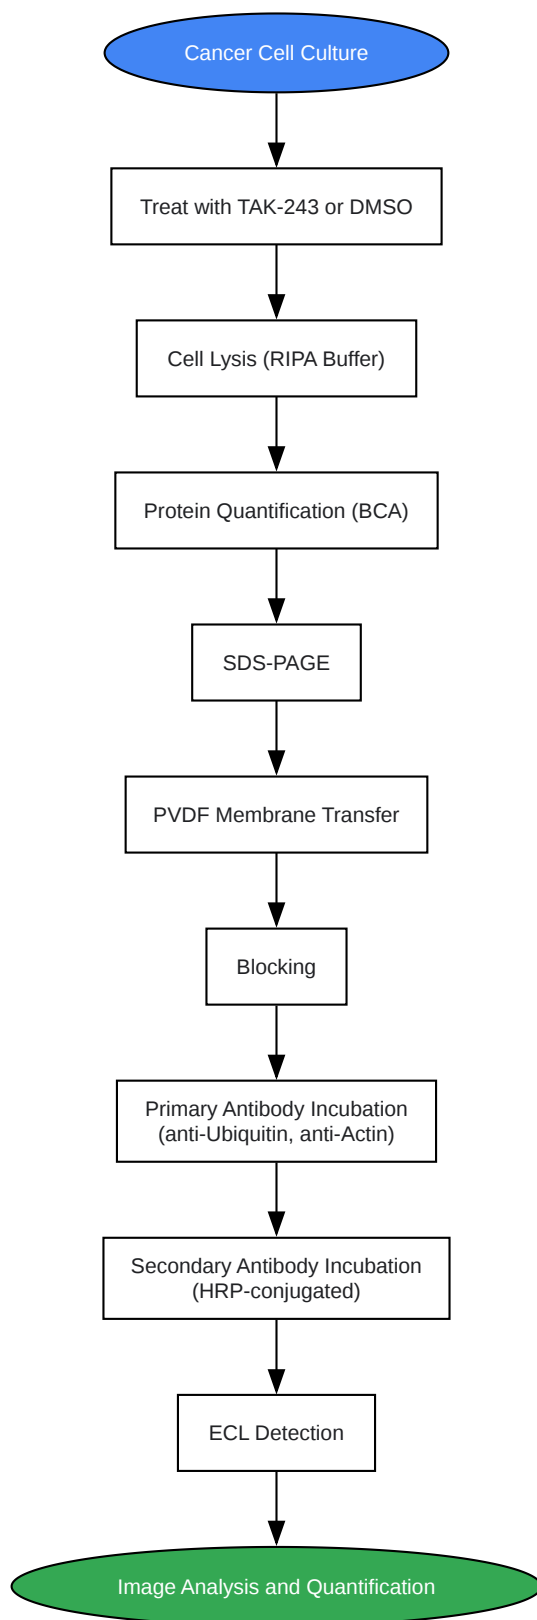 Cancer Cell Culture
Treat with TAK-243 or DMSO
Cell Lysis (RIPA Buffer)
Protein Quantification (BCA)
SDS-PAGE
PVDF Membrane Transfer
Blocking
Primary Antibody Incubation
(anti-Ubiquitin, anti-Actin)
Secondary Antibody Incubation
(HRP-conjugated)
ECL Detection
Image Analysis and Quantification